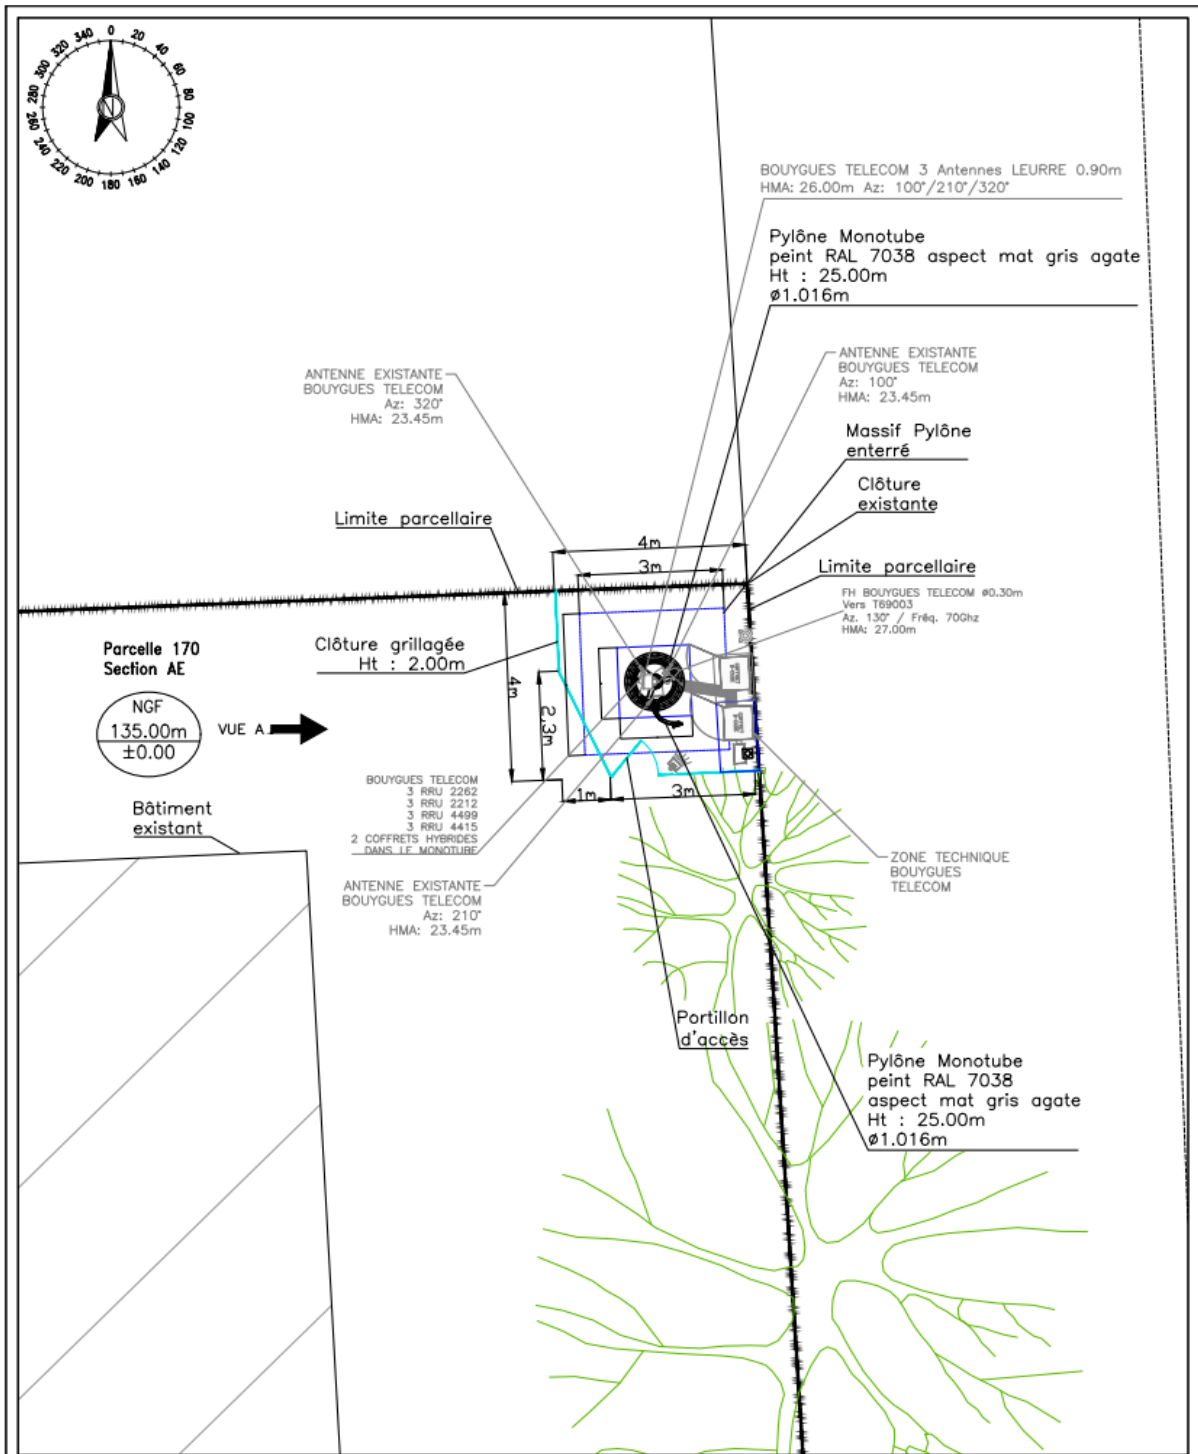 0
20
40
60
80
100
120
140
160
180
200
220
240
260
280
300
320
340
N
BOUYGUES TELECOM 3 Antennes LEURRE 0.90m
HMA: 26.00m Az: 100°/210°/320°
Pylône Monotube
peint RAL 7038 aspect mat gris agate
Ht : 25.00m
ø1.016m
ANTENNE EXISTANTE
BOUYGUES TELECOM
Az: 320°
HMA: 23.45m
ANTENNE EXISTANTE
BOUYGUES TELECOM
Az: 100°
HMA: 23.45m
Massif Pylône
enterré
Clôture
existante
Limite parcellaire
4m
3m
Limite parcellaire
FH BOUYGUES TELECOM ø0.30m
Vers T69003
Az. 130° / Fréq. 70Ghz
HMA: 27.00m
Parcelle 170
Section AE
Clôture grillagée
Ht : 2.00m
4m
2,3m
NGF
135.00m
±0.00
VUE A
1m
3m
BOUYGUES TELECOM
3 RRU 2262
3 RRU 2212
3 RRU 4499
3 RRU 4415
2 COFFRETS HYBRIDES
DANS LE MONOTUBE
Bâtiment
existant
ZONE TECHNIQUE
BOUYGUES
TELECOM
ANTENNE EXISTANTE
BOUYGUES TELECOM
Az: 210°
HMA: 23.45m
Portillon
d'accès
Pylône Monotube
peint RAL 7038
aspect mat gris agate
Ht : 25.00m
ø1.016m